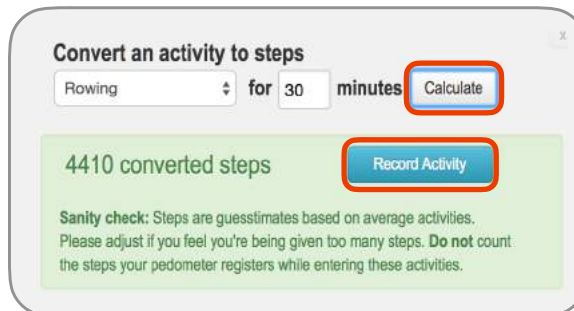 x
Convert an activity to steps
Rowing for 30 minutes Calculate
4410 converted steps Record Activity
Sanity check: Steps are guesstimates based on average activities.
Please adjust if you feel you're being given too many steps. Do not count
the steps your pedometer registers while entering these activities.